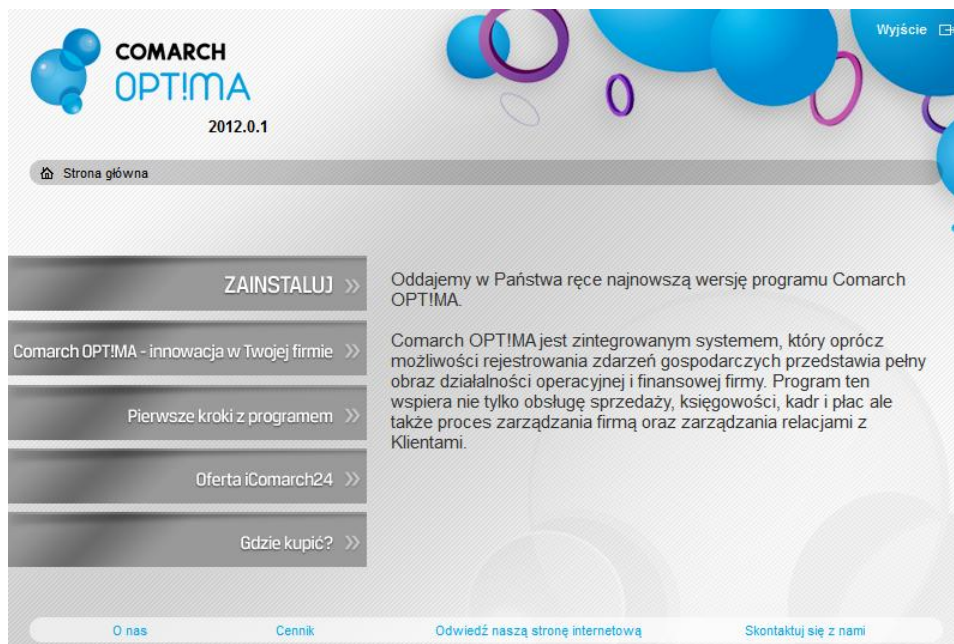 COMARCH
OPT!MA
2012.0.1
Wyjście
Strona główna
ZAINSTALUJ
Comarch OPT!MA - innowacja w Twojej firmie
Pierwsze kroki z programem
Oferta iComarch24
Gdzie kupić?
Oddajemy w Państwa ręce najnowszą wersję programu Comarch
OPT!MA.
Comarch OPT!MA jest zintegrowanym systemem, który oprócz
możliwości rejestrowania zdarzeń gospodarczych przedstawia pełny
obraz działalności operacyjnej i finansowej firmy. Program ten
wspiera nie tylko obsługę sprzedaży, księgowości, kadr i płac ale
także proces zarządzania firmą oraz zarządzania relacjami z
Klientami.
O nas
Cennik
Odwiedź naszą stronę internetową
Skontaktuj się z nami